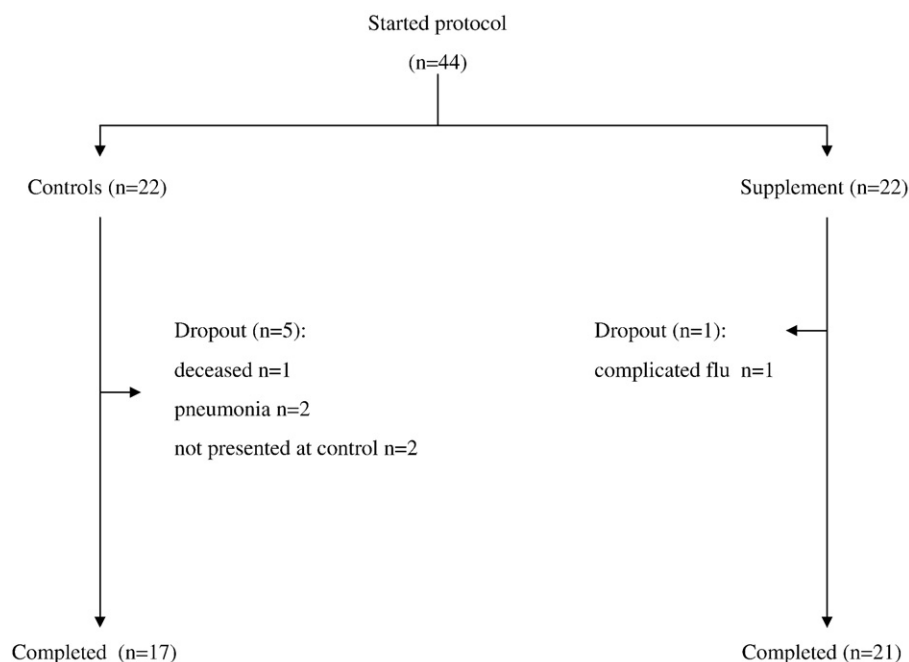 Started protocol
(n=44)
Controls (n=22)
Supplement (n=22)
Dropout (n=5):
deceased n=1
pneumonia n=2
not presented at control n=2
Dropout (n=1):
complicated flu  n=1
Completed  (n=17)
Completed (n=21)